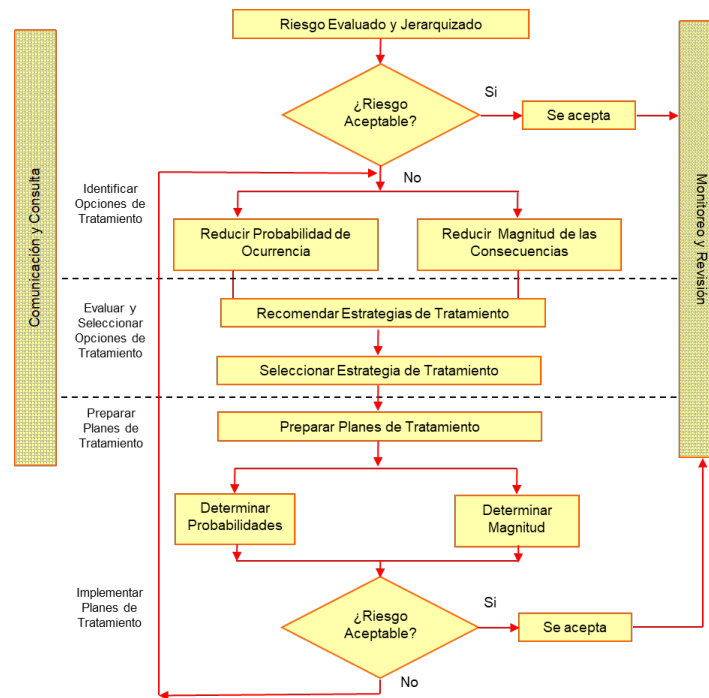 Riesgo Evaluado y Jerarquizado
¿Riesgo
Aceptable?
Si
Se acepta
No
Comunicación y Consulta
Monitoreo y Revisión
Identificar
Opciones de
Tratamiento
Reducir Probabilidad de
Ocurrencia
Reducir Magnitud de las
Consecuencias
Evaluar y
Seleccionar
Opciones de
Tratamiento
Recomendar Estrategias de Tratamiento
Seleccionar Estrategia de Tratamiento
Preparar
Planes de
Tratamiento
Preparar Planes de Tratamiento
Determinar
Probabilidades
Determinar
Magnitud
Implementar
Planes de
Tratamiento
¿Riesgo
Aceptable?
Si
Se acepta
No